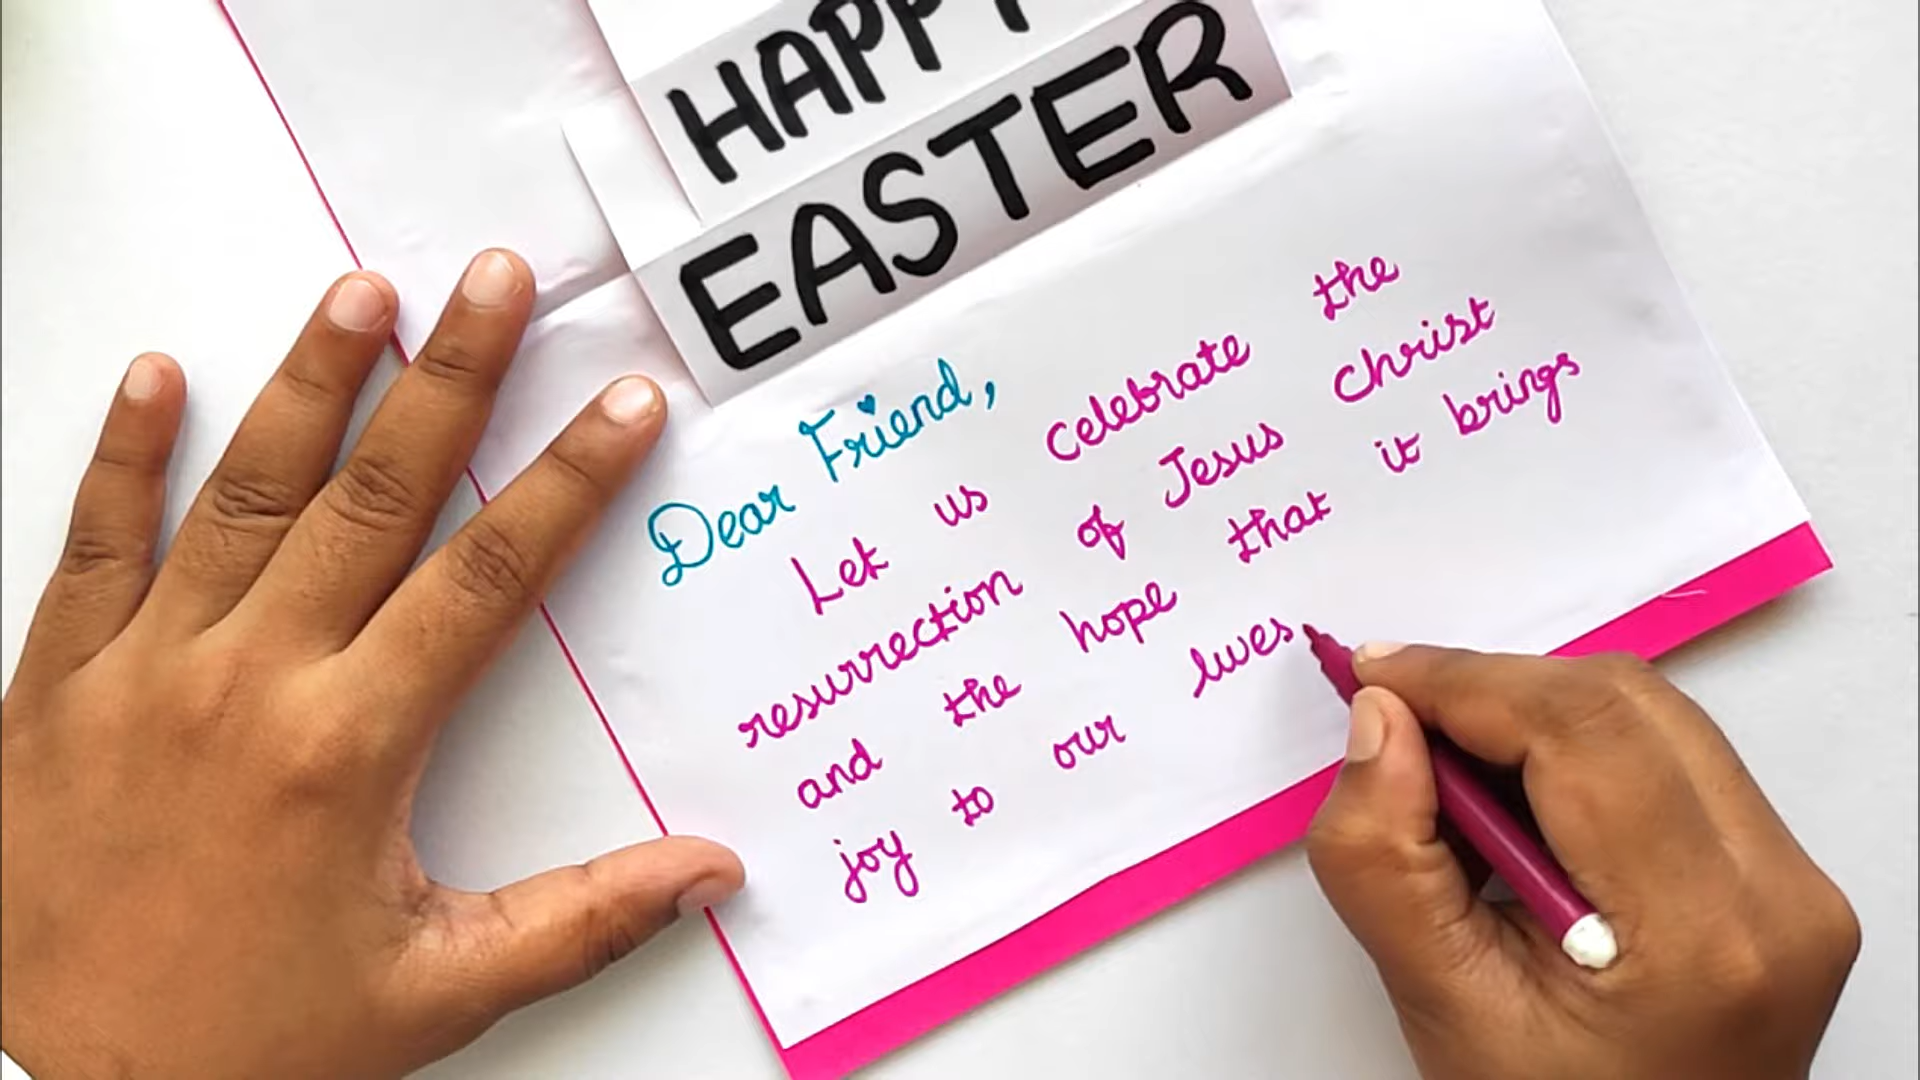 HAPPY
EASTER
Dear Friend,
Let us celebrate the
resurrection of Jesus Christ
and the hope that it brings
joy to our lives